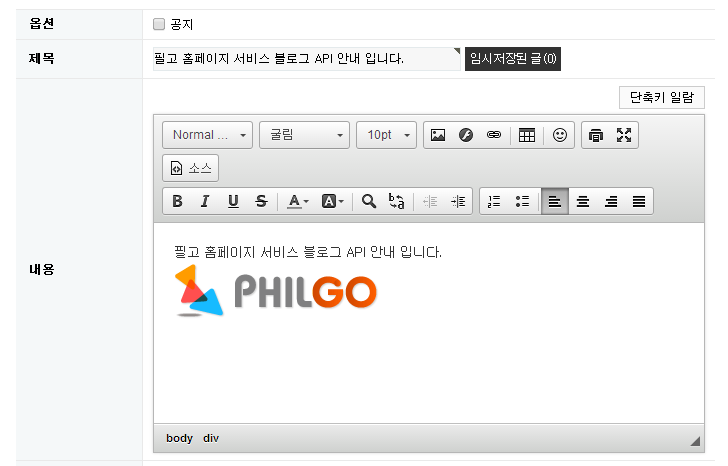 옵션
공지
제목
필고 홈페이지 서비스 블로그 API 안내 입니다.
임시저장된 글(0)
단축키 일람
Normal ...
굴림
10pt
소스
B I U S A A
내용
필고 홈페이지 서비스 블로그 API 안내 입니다.
PHILGO
body div